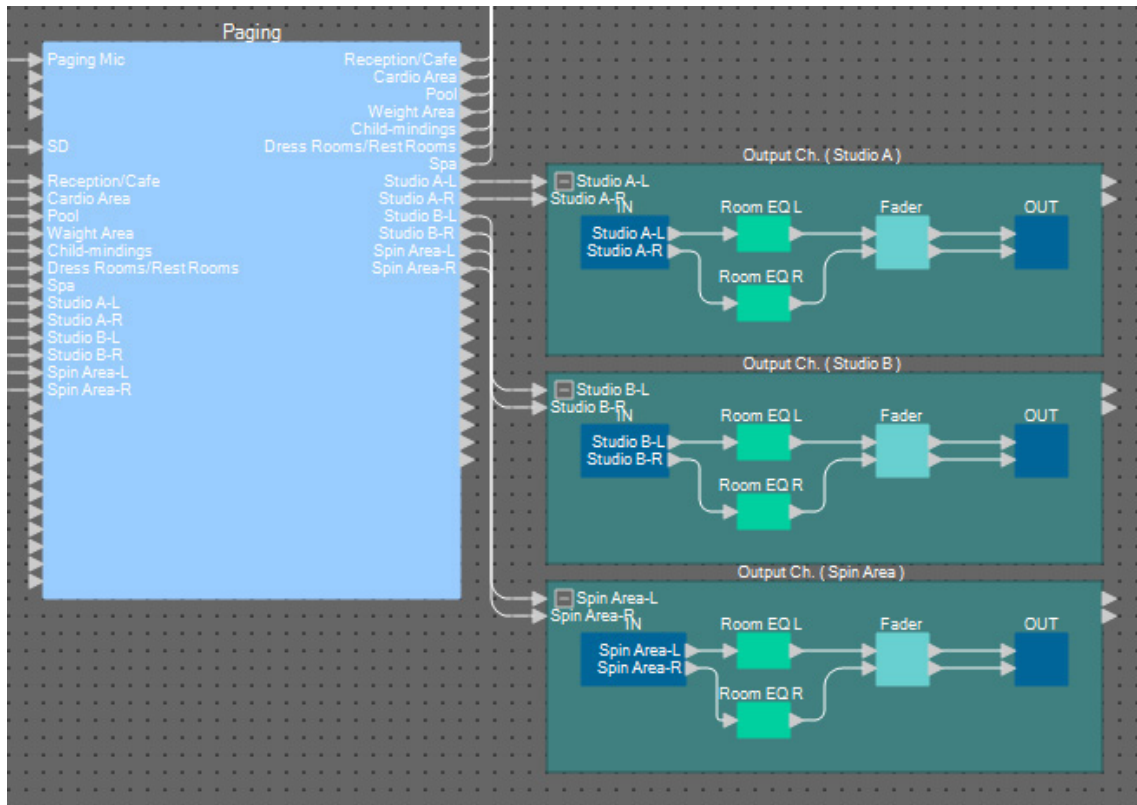 Paging
Paging Mic
SD
Reception/Cafe
Cardio Area
Pool
Waight Area
Child-mindings
Dress Rooms/Rest Rooms
Spa
Studio A-L
Studio A-R
Studio B-L
Studio B-R
Spin Area-L
Spin Area-R
Reception/Cafe
Cardio Area
Pool
Weight Area
Child-mindings
Dress Rooms/Rest Rooms
Spa
Studio A-L
Studio A-R
Studio B-L
Studio B-R
Spin Area-L
Spin Area-R
Output Ch. ( Studio A )
Studio A-L
Studio A-R
IN
Studio A-L
Studio A-R
Room EQ L
Room EQ R
Fader
OUT
Output Ch. ( Studio B )
Studio B-L
Studio B-R
IN
Studio B-L
Studio B-R
Room EQ L
Room EQ R
Fader
OUT
Output Ch. ( Spin Area )
Spin Area-L
Spin Area-R
IN
Spin Area-L
Spin Area-R
Room EQ L
Room EQ R
Fader
OUT